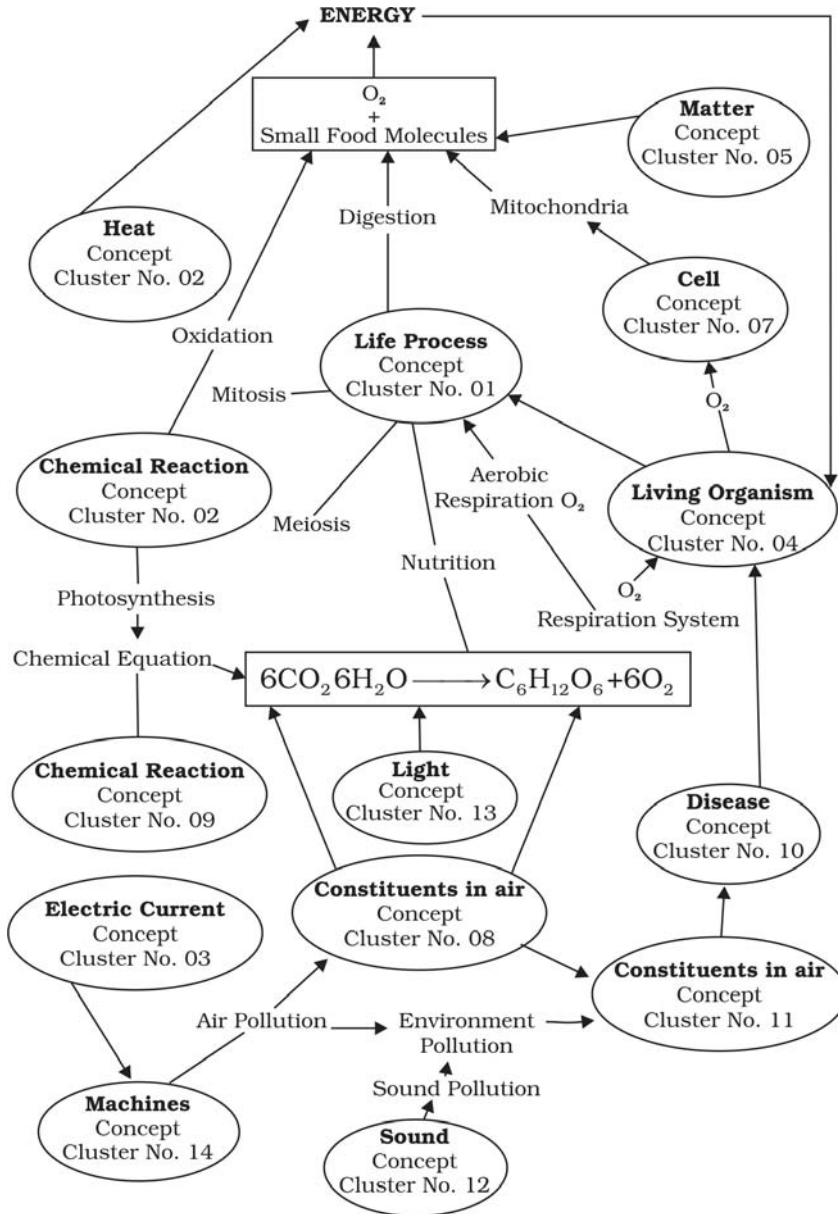 ENERGY
O₂
+
Small Food Molecules
Matter
Concept
Cluster No. 05
Heat
Concept
Cluster No. 02
Digestion
Mitochondria
Cell
Concept
Cluster No. 07
Oxidation
Life Process
Concept
Cluster No. 01
Mitosis
O₂
Chemical Reaction
Concept
Cluster No. 02
Meiosis
Aerobic
Respiration O₂
Living Organism
Concept
Cluster No. 04
Nutrition
O₂
Photosynthesis
Respiration System
Chemical Equation
6CO₂ 6H₂O ⟶ C₆H₁₂O₆+6O₂
Chemical Reaction
Concept
Cluster No. 09
Light
Concept
Cluster No. 13
Disease
Concept
Cluster No. 10
Electric Current
Concept
Cluster No. 03
Constituents in air
Concept
Cluster No. 08
Constituents in air
Concept
Cluster No. 11
Air Pollution
Environment
Pollution
Sound Pollution
Machines
Concept
Cluster No. 14
Sound
Concept
Cluster No. 12